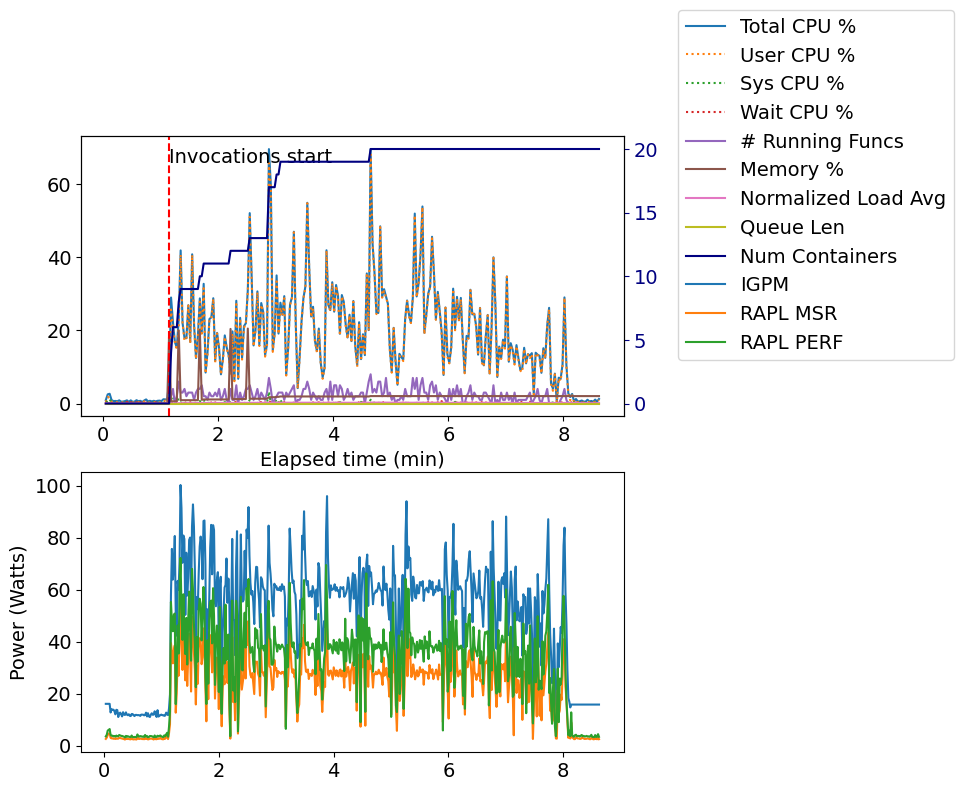 Total CPU %
User CPU %
Sys CPU %
Wait CPU %
# Running Funcs
Memory %
Normalized Load Avg
Queue Len
Num Containers
IGPM
RAPL MSR
RAPL PERF
Invocations start
60
40
20
0
20
15
10
5
0
0 2 4 6 8
Elapsed time (min)
100
80
60
40
20
0
Power (Watts)
0 2 4 6 8